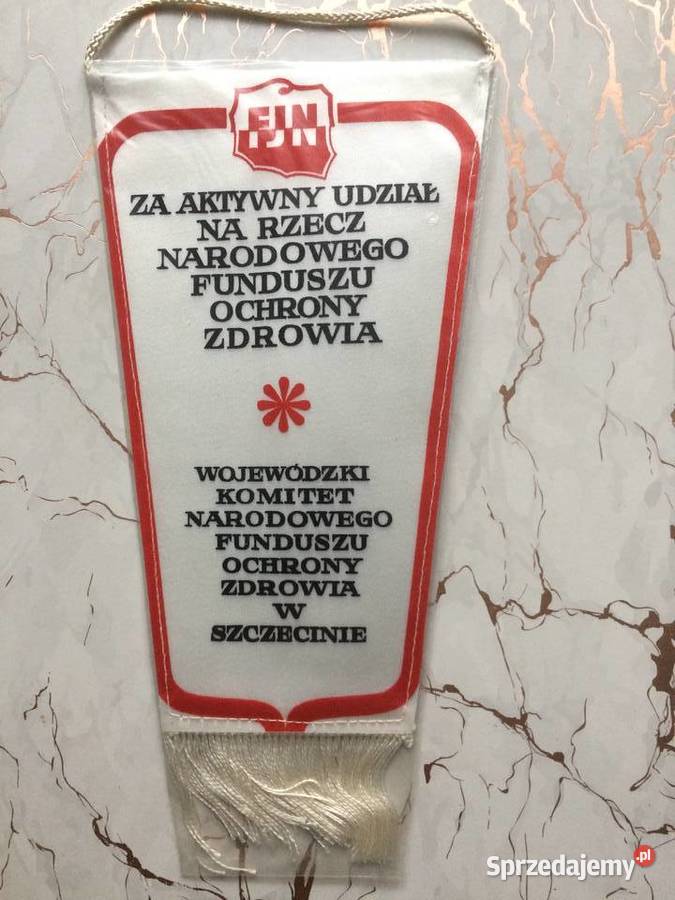 FJN
ZA AKTYWNY UDZIAŁ
NA RZECZ
NARODOWEGO
FUNDUSZU
OCHRONY
ZDROWIA
WOJEWÓDZKI
KOMITET
NARODOWEGO
FUNDUSZU
OCHRONY
ZDROWIA
W
SZCZECINIE
Sprzedajemy.pl